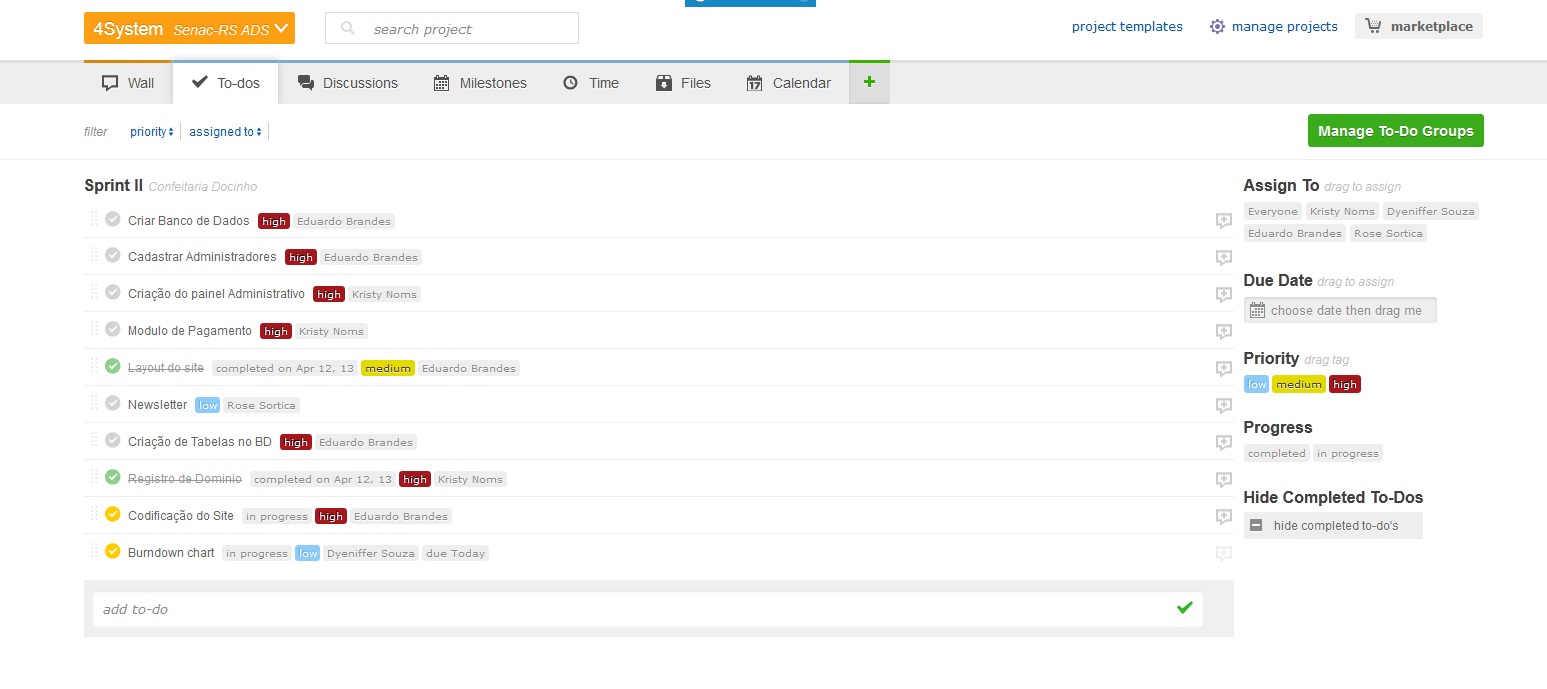 4System Senac-RS ADS
search project
project templates
manage projects
marketplace
Wall
To-dos
Discussions
Milestones
Time
17
Files
Calendar
+
filter priority assigned to
Manage To-Do Groups
Sprint II Confeitaria Docinho
Criar Banco de Dados high Eduardo Brandes
Cadastrar Administradores high Eduardo Brandes
Criação do painel Administrativo high Kristy Noms
Modulo de Pagamento high Kristy Noms
Layout do site completed on Apr 12, 13 medium Eduardo Brandes
Newsletter low Rose Sortica
Criação de Tabelas no BD high Eduardo Brandes
Registro de Dominio completed on Apr 12, 13 high Kristy Noms
Codificação do Site in progress high Eduardo Brandes
Burndown chart in progress low Dyeniffer Souza due Today
add to-do
Assign To drag to assign
Everyone Kristy Noms Dyeniffer Souza
Eduardo Brandes Rose Sortica
Due Date drag to assign
choose date then drag me
Priority drag tag
low medium high
Progress
completed in progress
Hide Completed To-Dos
hide completed to-do's